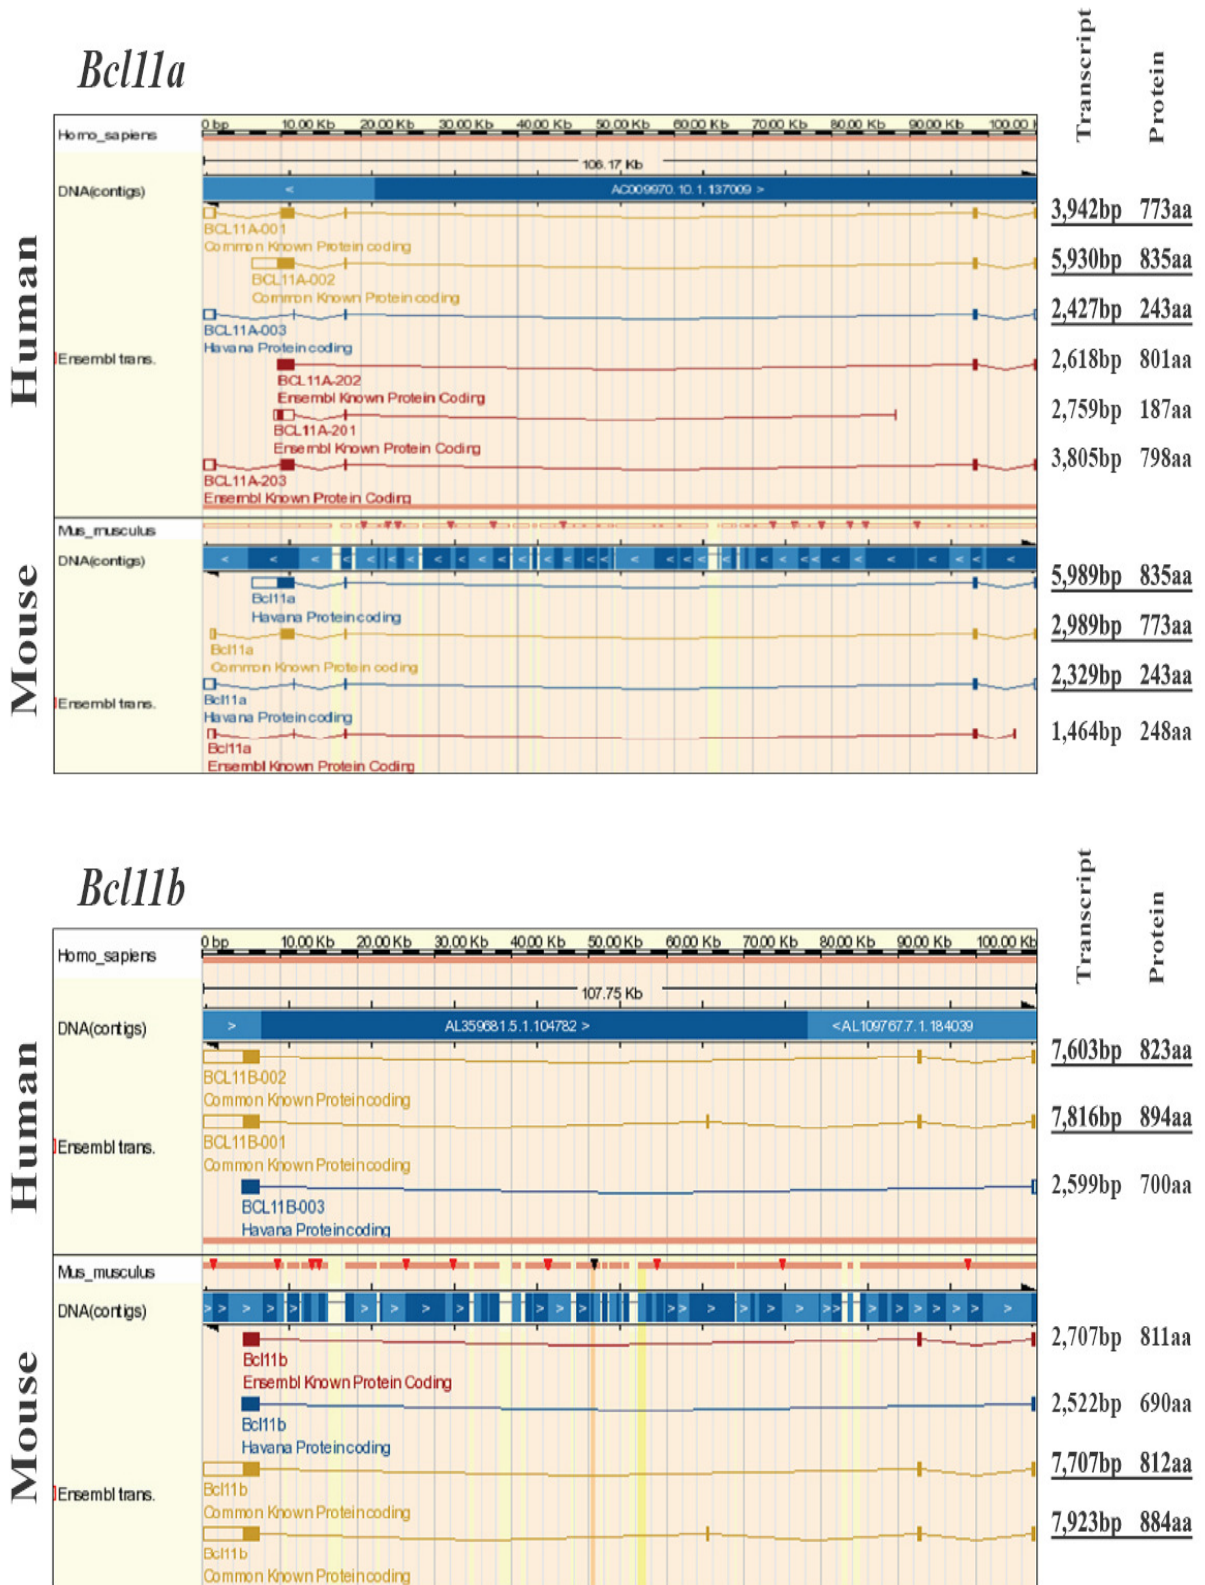 Bcl11a
Transcript
Protein
Human
Homo_sapiens
0 bp 10.00 Kb 20.00 Kb 30.00 Kb 40.00 Kb 50.00 Kb 60.00 Kb 70.00 Kb 80.00 Kb 90.00 Kb 100.00
106.17 Kb
DNA(contigs)
< AC009970.10.1.137009 >
3,942bp 773aa
BCL11A-001
Common Known Protein coding
5,930bp 835aa
BCL11A-002
Common Known Protein coding
2,427bp 243aa
BCL11A-003
Havana Protein coding
Ensembl trans.
2,618bp 801aa
BCL11A-202
Ensembl Known Protein Coding
2,759bp 187aa
BCL11A-201
Ensembl Known Protein Coding
3,805bp 798aa
BCL11A-203
Ensembl Known Protein Coding
Mouse
Mus_musculus
DNA(contigs)
5,989bp 835aa
Bcl11a
Havana Protein coding
2,989bp 773aa
Bcl11a
Common Known Protein coding
2,329bp 243aa
Bcl11a
Havana Protein coding
Ensembl trans.
1,464bp 248aa
Bcl11a
Ensembl Known Protein Coding
Bcl11b
Transcript
Protein
Human
Homo_sapiens
0 bp 10.00 Kb 20.00 Kb 30.00 Kb 40.00 Kb 50.00 Kb 60.00 Kb 70.00 Kb 80.00 Kb 90.00 Kb 100.00 Kb
107.75 Kb
DNA(contigs)
> AL359681.5.1.104782 > <AL109767.7.1.184039
7,603bp 823aa
BCL11B-002
Common Known Protein coding
7,816bp 894aa
BCL11B-001
Common Known Protein coding
Ensembl trans.
2,599bp 700aa
BCL11B-003
Havana Protein coding
Mouse
Mus_musculus
DNA(contigs)
2,707bp 811aa
Bcl11b
Ensembl Known Protein Coding
2,522bp 690aa
Bcl11b
Havana Protein coding
7,707bp 812aa
Bcl11b
Common Known Protein coding
Ensembl trans.
7,923bp 884aa
Bcl11b
Common Known Protein coding